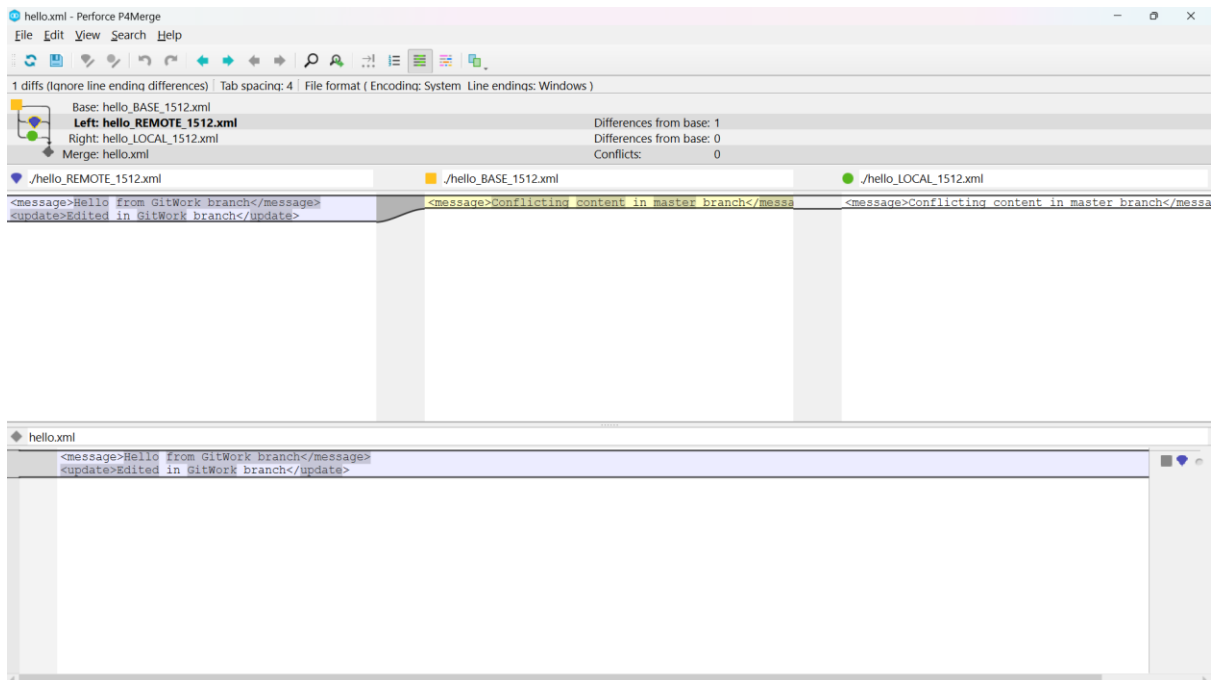 hello.xml - Perforce P4Merge
File Edit View Search Help
1 diffs (Ignore line ending differences) Tab spacing: 4 File format ( Encoding: System Line endings: Windows )
Base: hello_BASE_1512.xml
Left: hello_REMOTE_1512.xml Differences from base: 1
Right: hello_LOCAL_1512.xml Differences from base: 0
Merge: hello.xml Conflicts: 0
./hello_REMOTE_1512.xml ./hello_BASE_1512.xml ./hello_LOCAL_1512.xml
<message>Hello from GitWork branch</message> <message>Conflicting content in master branch</messa <message>Conflicting content in master branch</messa
<update>Edited in GitWork branch</update>
hello.xml
<message>Hello from GitWork branch</message>
<update>Edited in GitWork branch</update>